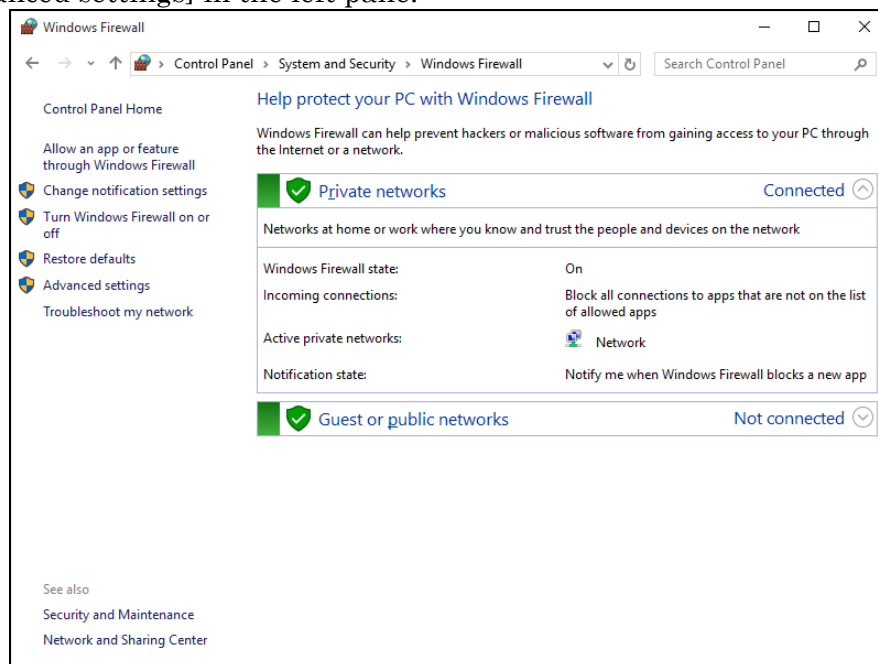 anced settings] in the left pane.
Windows Firewall
Control Panel > System and Security > Windows Firewall
Search Control Panel
Control Panel Home
Help protect your PC with Windows Firewall
Windows Firewall can help prevent hackers or malicious software from gaining access to your PC through
the Internet or a network.
Allow an app or feature
through Windows Firewall
Change notification settings
Turn Windows Firewall on or
off
Restore defaults
Advanced settings
Troubleshoot my network
Private networks
Connected
Networks at home or work where you know and trust the people and devices on the network
Windows Firewall state:
On
Incoming connections:
Block all connections to apps that are not on the list
of allowed apps
Active private networks:
Network
Notification state:
Notify me when Windows Firewall blocks a new app
Guest or public networks
Not connected
See also
Security and Maintenance
Network and Sharing Center